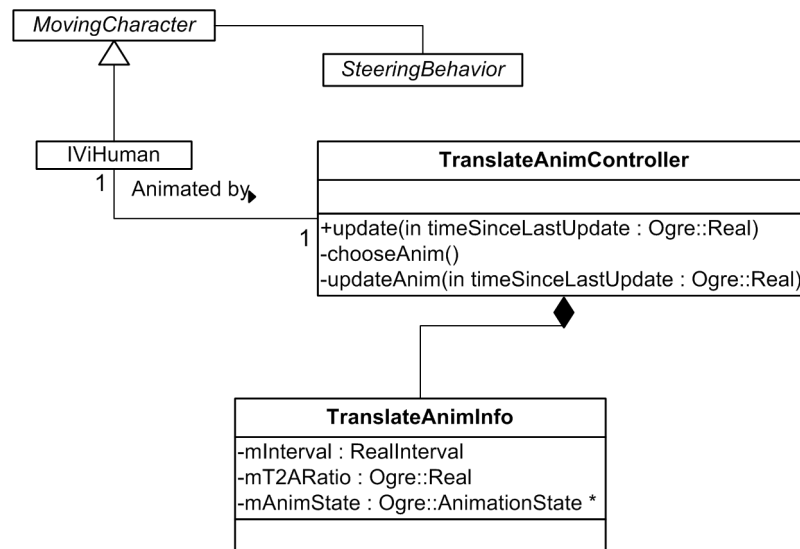 MovingCharacter
SteeringBehavior
IViHuman
1
Animated by
TranslateAnimController
1
+update(in timeSinceLastUpdate : Ogre::Real)
-chooseAnim()
-updateAnim(in timeSinceLastUpdate : Ogre::Real)
TranslateAnimInfo
-mInterval : RealInterval
-mT2ARatio : Ogre::Real
-mAnimState : Ogre::AnimationState *